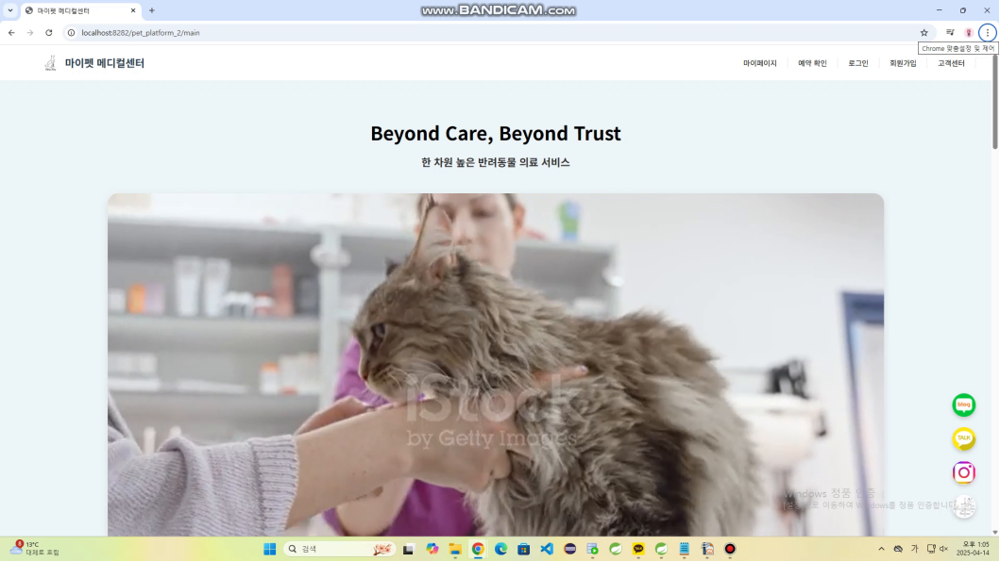 마이펫 메디컬센터
www.BANDICAM.com
localhost:8282/pet_platform_2/main
Chrome 맞춤설정 및 제어
마이펫 메디컬센터
마이페이지
예약 확인
로그인
회원가입
고객센터
Beyond Care, Beyond Trust
한 차원 높은 반려동물 의료 서비스
iStock
by Getty Images
blog
TALK
Windows 정품 인증
로 이동하여 Windows를 정품 인증합니다
8
13°C
대체로 흐림
검색
가
오후 1:05
2025-04-14